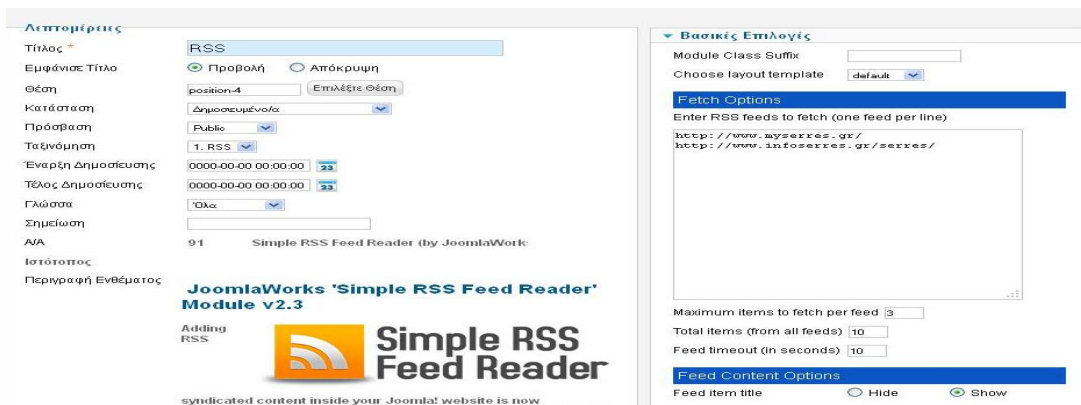 Λεπτομέρειες
Τίτλος * RSS
Εμφάνισε Τίτλο Προβολή Απόκρυψη
Θέση position-4 Επιλέξτε Θέση
Κατάσταση Δημοσιευμένο/α
Πρόσβαση Public
Ταξινόμηση 1. RSS
Έναρξη Δημοσίευσης 0000-00-00 00:00:00 23
Τέλος Δημοσίευσης 0000-00-00 00:00:00 23
Γλώσσα Όλα
Σημείωση
Α/Α 91 Simple RSS Feed Reader (by JoomlaWork
Ιστότοπος
Περιγραφή Ενθέματος
JoomlaWorks 'Simple RSS Feed Reader'
Module v2.3
Adding
RSS
Simple RSS
Feed Reader
syndicated content inside your Joomla! website is now
Βασικές Επιλογές
Module Class Suffix
Choose layout template default
Fetch Options
Enter RSS feeds to fetch (one feed per line)
http://www.myserres.gr/
http://www.infoserres.gr/serres/
Maximum items to fetch per feed 3
Total items (from all feeds) 10
Feed timeout (in seconds) 10
Feed Content Options
Feed item title Hide Show